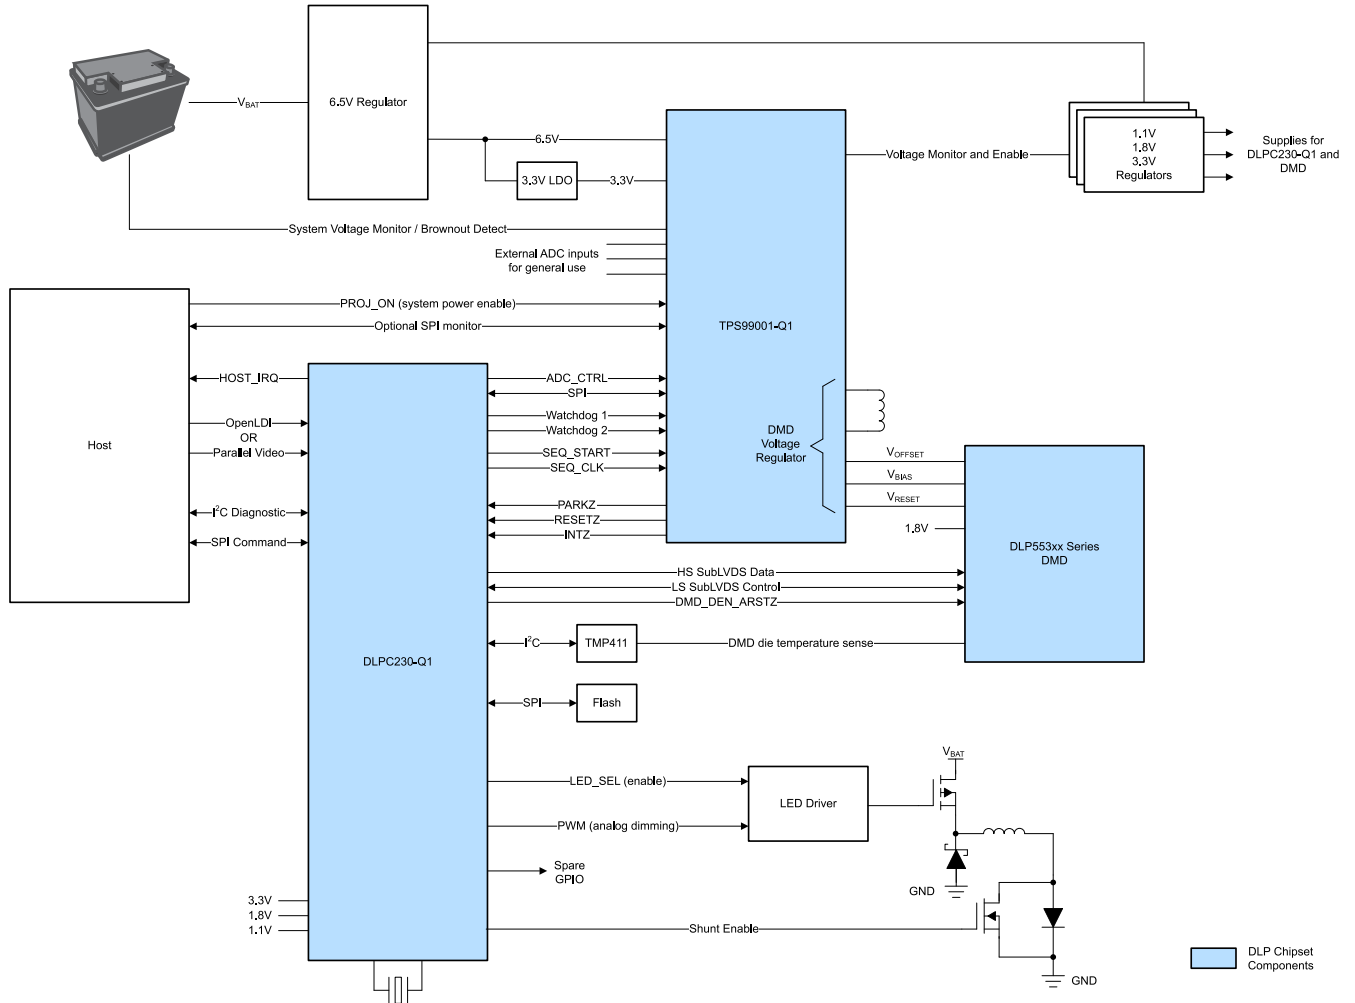 V_BAT
6.5V Regulator
6.5V
3.3V LDO
3.3V
System Voltage Monitor / Brownout Detect
External ADC inputs
for general use
Voltage Monitor and Enable
1.1V
1.8V
3.3V
Regulators
Supplies for
DLPC230-Q1 and
DMD
PROJ_ON (system power enable)
Optional SPI monitor
TPS99001-Q1
Host
HOST_IRQ
OpenLDI
OR
Parallel Video
I²C Diagnostic
SPI Command
ADC_CTRL
SPI
Watchdog 1
Watchdog 2
SEQ_START
SEQ_CLK
PARKZ
RESETZ
INTZ
DMD
Voltage
Regulator
V_OFFSET
V_BIAS
V_RESET
1.8V
DLP553xx Series
DMD
HS SubLVDS Data
LS SubLVDS Control
DMD_DEN_ARSTZ
DLPC230-Q1
I²C
TMP411
DMD die temperature sense
SPI
Flash
LED_SEL (enable)
PWM (analog dimming)
LED Driver
V_BAT
Spare
GPIO
GND
3.3V
1.8V
1.1V
Shunt Enable
GND
DLP Chipset
Components